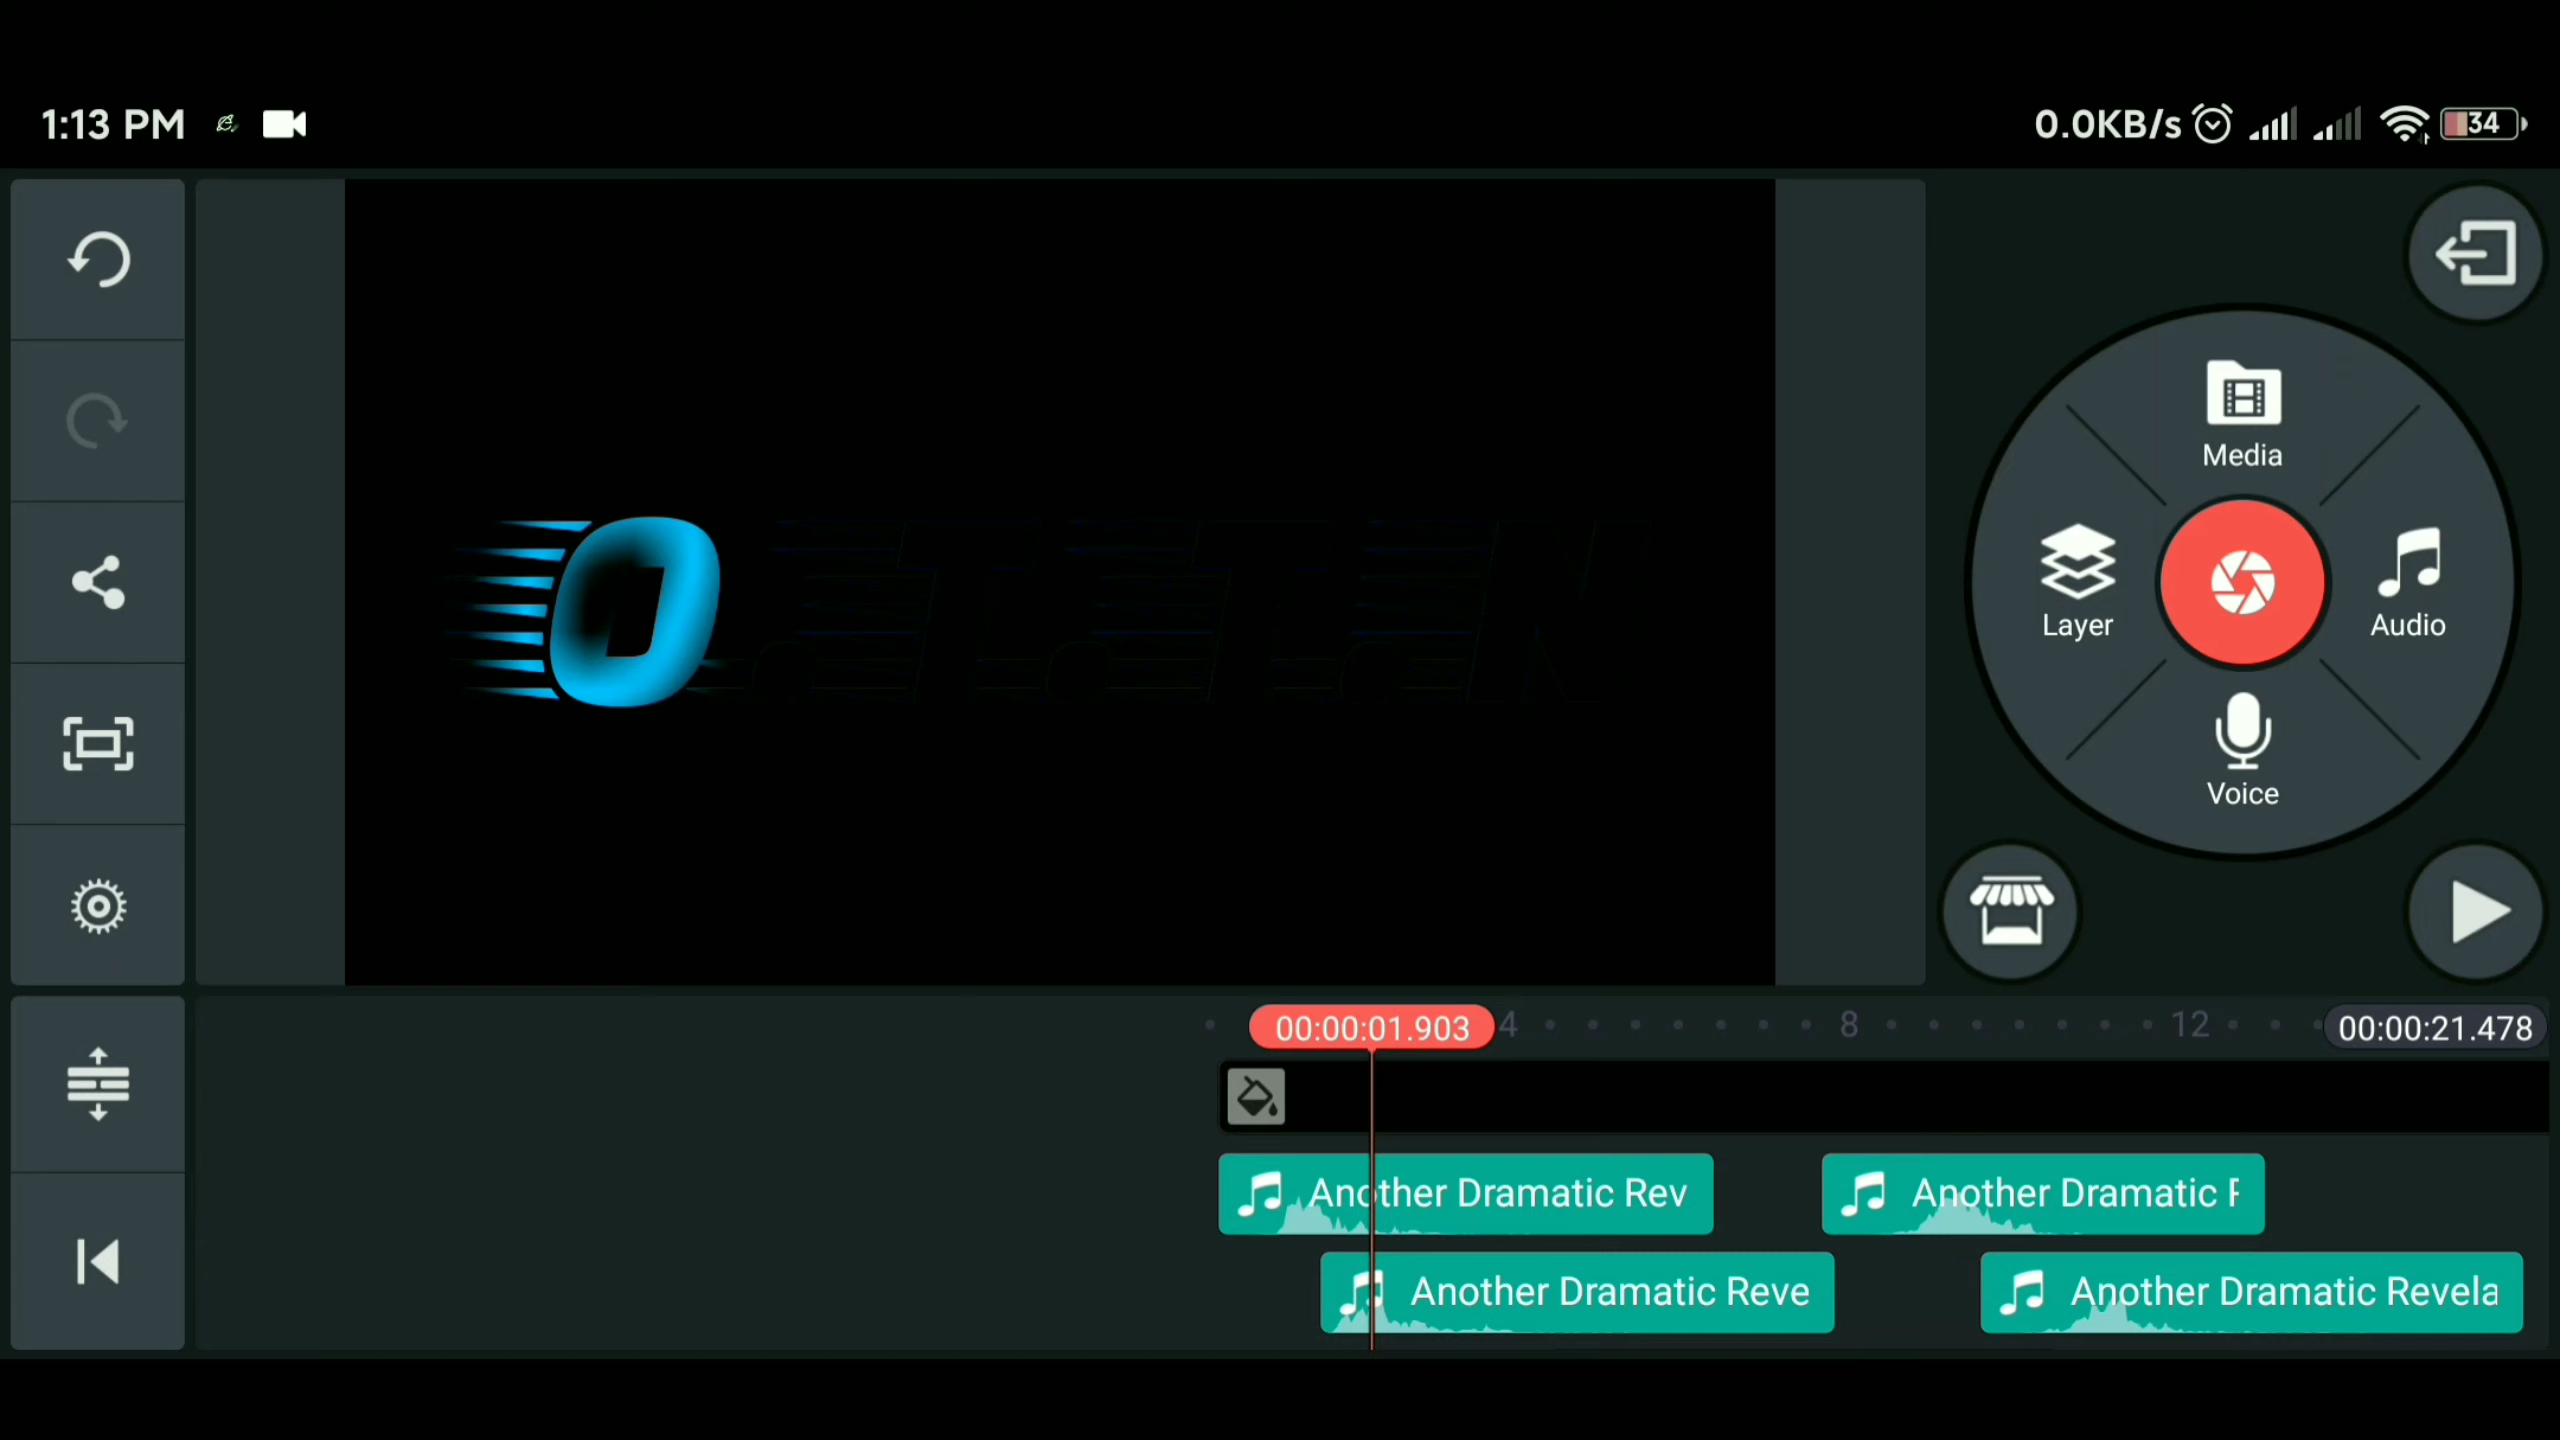 1:13 PM
0.0KB/s
34
Media
Layer
Audio
Voice
O
00:00:01.903
4
8
12
00:00:21.478
Another Dramatic Rev
Another Dramatic R
Another Dramatic Reve
Another Dramatic Revela